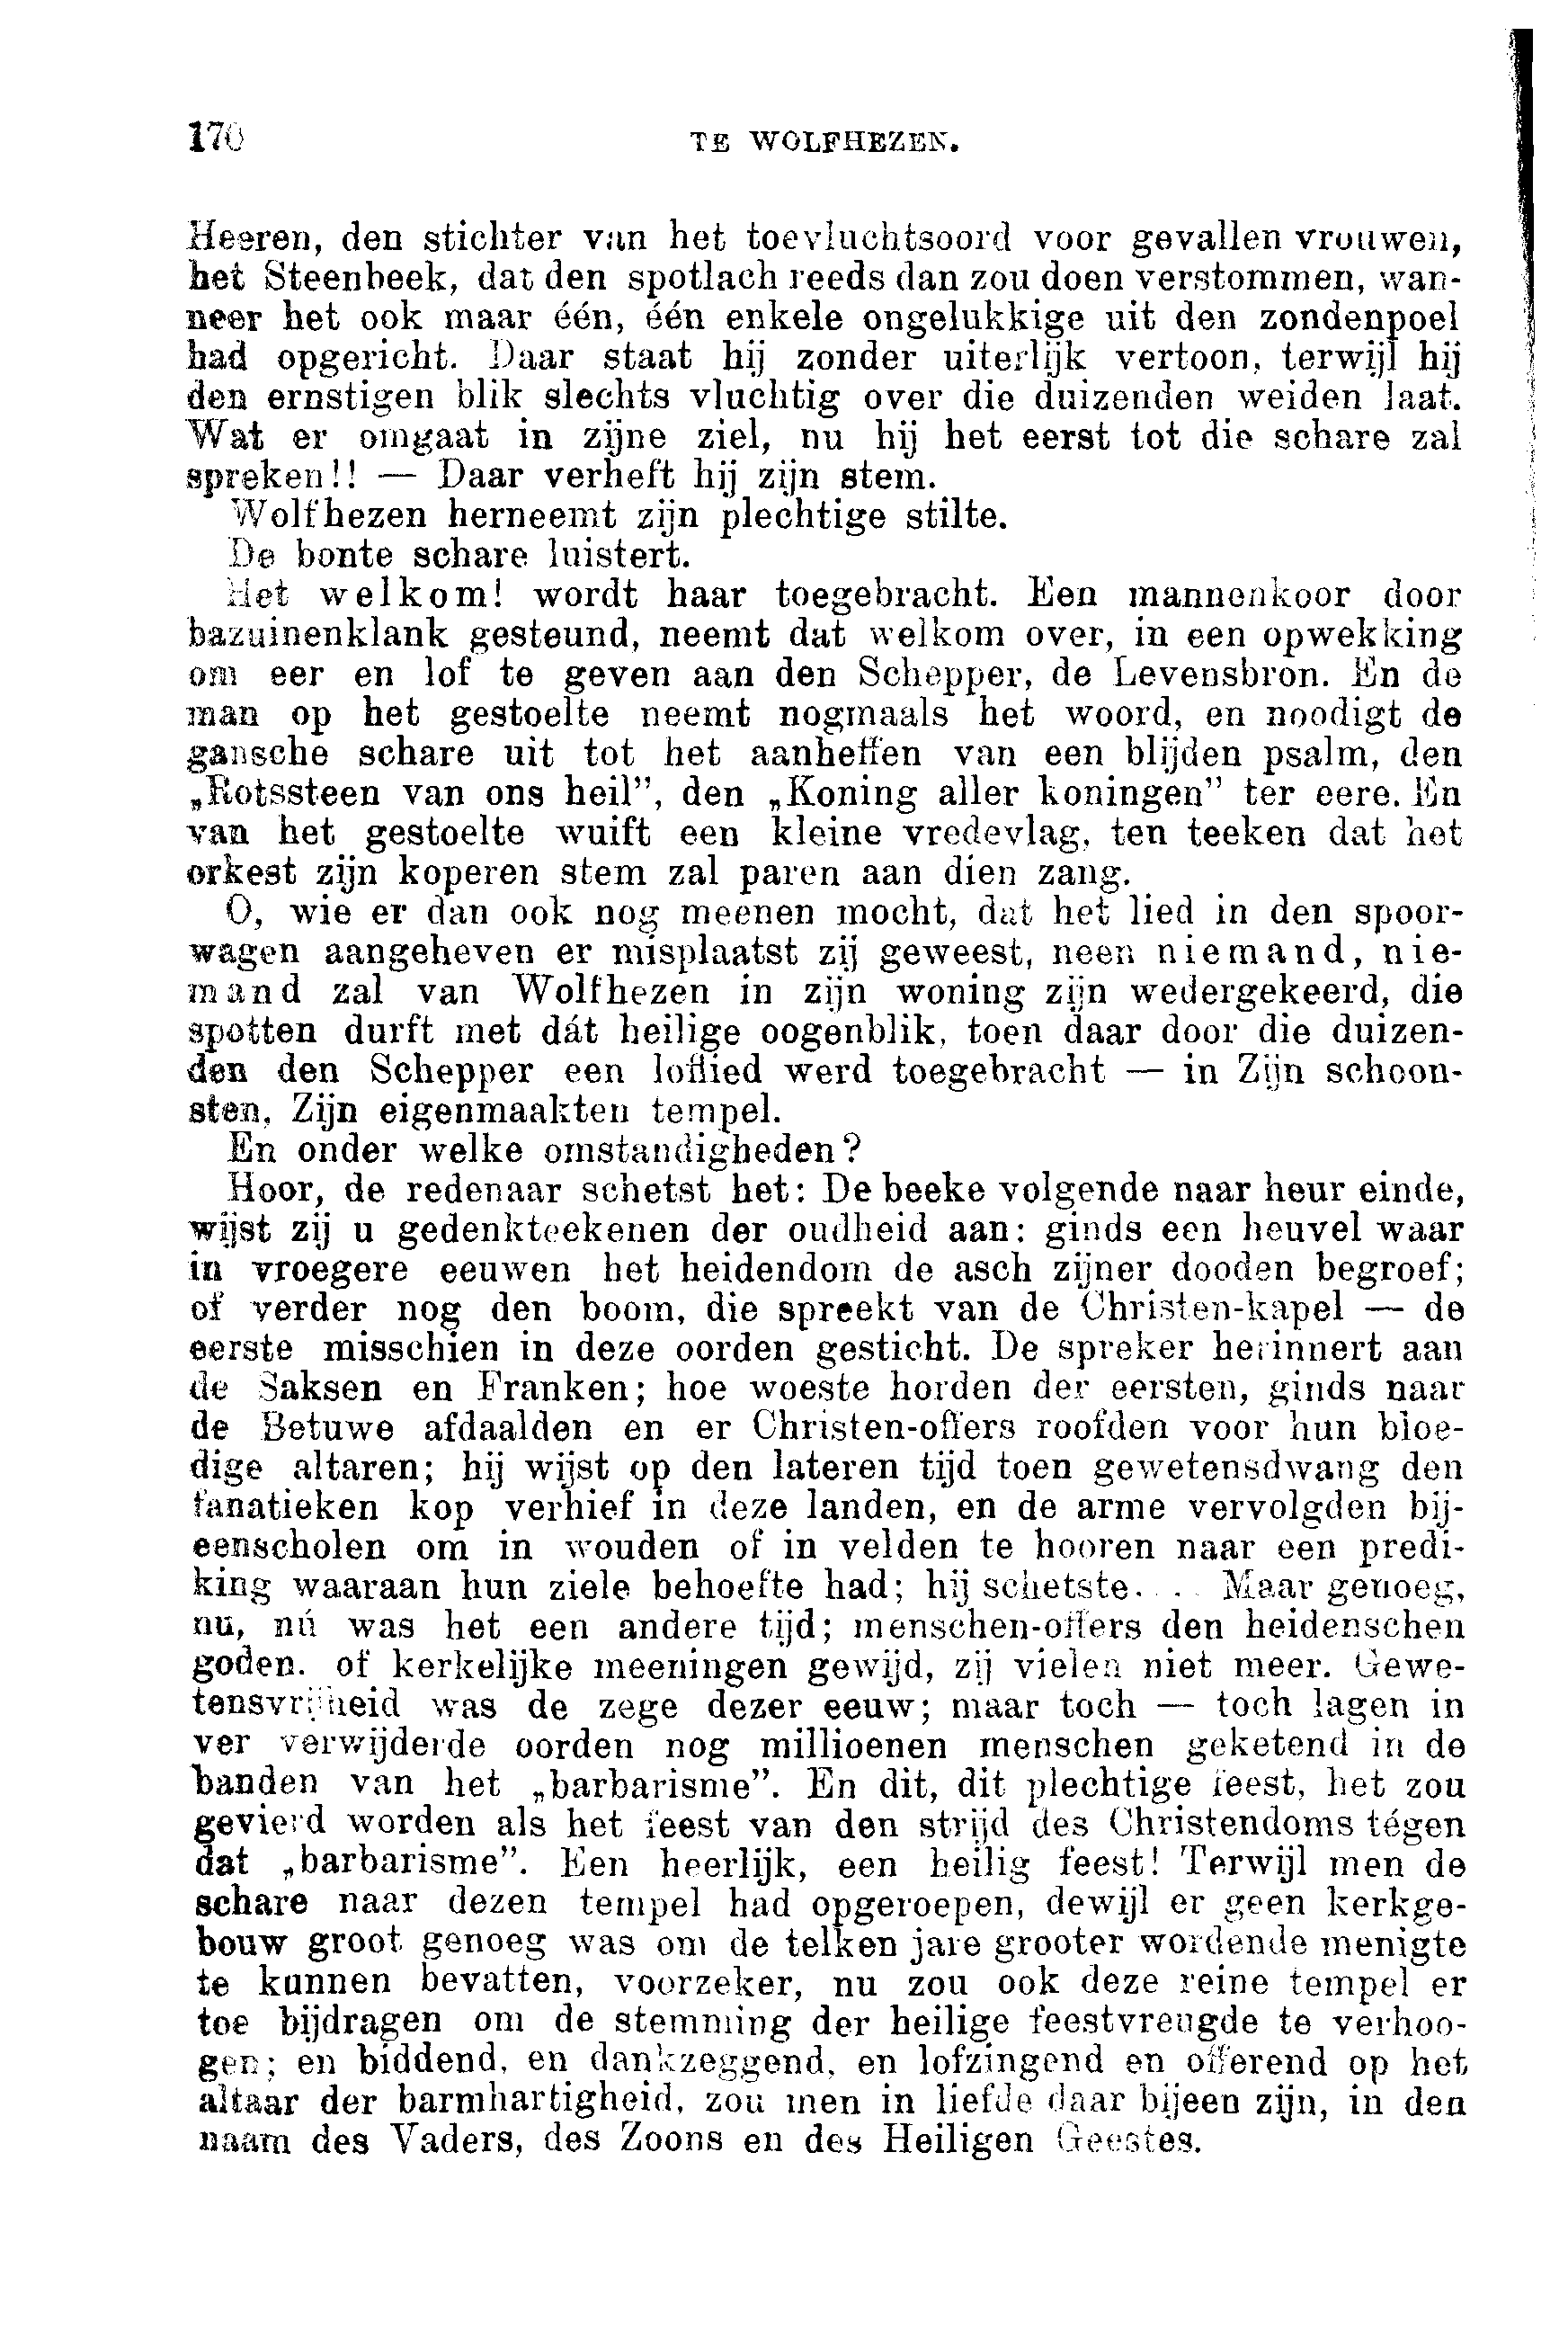 170
TE WOLFHEZEN.
Heeren, den stichter van het toevluchtsoord voor gevallen vrouwen,
het Steenbeek, dat den spotlach reeds dan zou doen verstommen, wan-
neer het ook maar één, één enkele ongelukkige uit den zondenpoel
had opgericht. Daar staat hij zonder uiterlijk vertoon, terwijl hij
den ernstigen blik slechts vluchtig over die duizenden weiden laat.
Wat er omgaat in zijne ziel, nu hij het eerst tot die schare zal
spreken!! — Daar verheft hij zijn stem.
Wolfhezen herneemt zijn plechtige stilte.
De bonte schare luistert.
Het welkom! wordt haar toegebracht. Een mannenkoor door
bazuinenklank gesteund, neemt dat welkom over, in een opwekking
om eer en lof te geven aan den Schepper, de Levensbron. En de
man op het gestoelte neemt nogmaals het woord, en noodigt de
gansche schare uit tot het aanheffen van een blijden psalm, den
„Rotssteen van ons heil”, den „Koning aller koningen” ter eere. En
van het gestoelte wuift een kleine vredevlag, ten teeken dat het
orkest zijn koperen stem zal paren aan dien zang.
O, wie er dan ook nog meenen mocht, dat het lied in den spoor-
wagen aangeheven er misplaatst zij geweest, neen niemand, nie-
mand zal van Wolfhezen in zijn woning zijn wedergekeerd, die
spotten durft met dát heilige oogenblik, toen daar door die duizen-
den den Schepper een loflied werd toegebracht — in Zijn schoon-
sten, Zijn eigenmaakten tempel.
En onder welke omstandigheden?
Hoor, de redenaar schetst het: De beeke volgende naar heur einde,
wijst zij u gedenkteekenen der oudheid aan: ginds een heuvel waar
in vroegere eeuwen het heidendom de asch zijner dooden begroef;
of verder nog den boom, die spreekt van de Christen-kapel — de
eerste misschien in deze oorden gesticht. De spreker herinnert aan
de Saksen en Franken; hoe woeste horden der eersten, ginds naar
de Betuwe afdaalden en er Christen-offers roofden voor hun bloe-
dige altaren; hij wijst op den lateren tijd toen gewetensdwang den
fanatieken kop verhief in deze landen, en de arme vervolgden bij-
eenscholen om in wouden of in velden te hooren naar een predi-
king waaraan hun ziele behoefte had; hij schetste. . . Maar genoeg,
nu, nú was het een andere tijd; menschen-offers den heidenschen
goden. of kerkelijke meeningen gewijd, zij vielen niet meer. Gewe-
tensvrijheid was de zege dezer eeuw; maar toch — toch lagen in
ver verwijderde oorden nog millioenen menschen geketend in de
banden van het „barbarisme”. En dit, dit plechtige feest, het zou
gevierd worden als het feest van den strijd des Christendoms tégen
dat „barbarisme”. Een heerlijk, een heilig feest! Terwijl men de
schare naar dezen tempel had opgeroepen, dewijl er geen kerkge-
bouw groot genoeg was om de telken jare grooter wordende menigte
te kunnen bevatten, voorzeker, nu zou ook deze reine tempel er
toe bijdragen om de stemming der heilige feestvreugde te verhoo-
gen; en biddend, en dankzeggend, en lofzingend en offerend op het
altaar der barmhartigheid, zou men in liefde daar bijeen zijn, in den
naam des Vaders, des Zoons en des Heiligen Geestes.